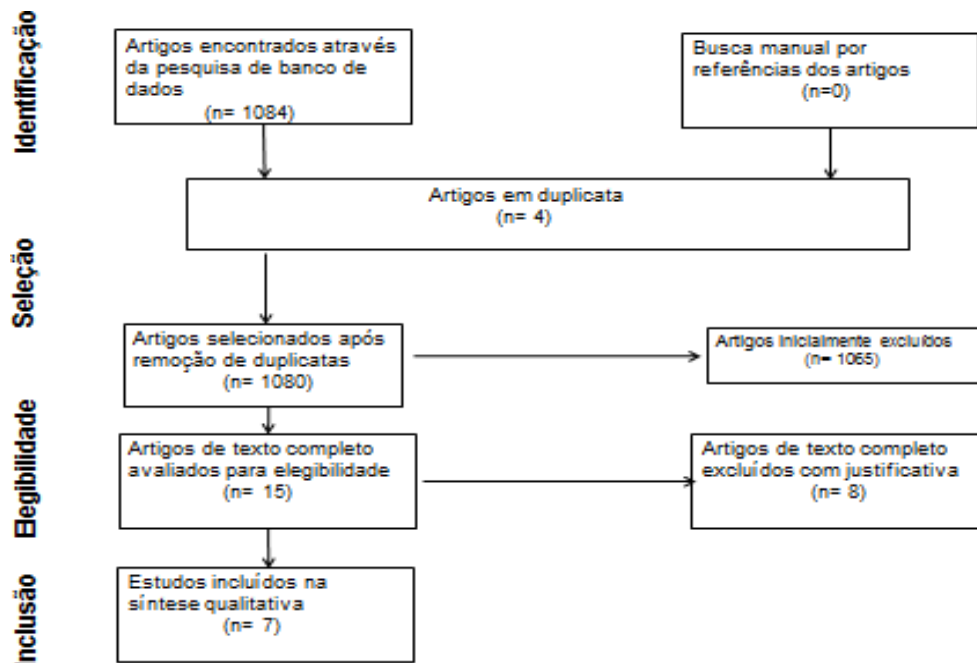 Identificação
Artigos encontrados através
da pesquisa de banco de
dados
(n= 1084)
Busca manual por
referências dos artigos
(n=0)
Artigos em duplicata
(n= 4)
Seleção
Artigos selecionados após
remoção de duplicatas
(n= 1080)
Artigos inicialmente excluídos
(n= 1065)
Elegibilidade
Artigos de texto completo
avaliados para elegibilidade
(n= 15)
Artigos de texto completo
excluídos com justificativa
(n= 8)
Inclusão
Estudos incluídos na
síntese qualitativa
(n= 7)